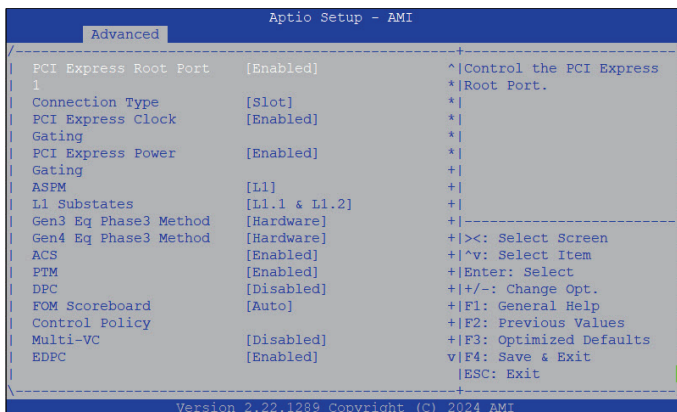 Aptio Setup - AMI
Advanced
/----------------------------------------------------+------------------------
| PCI Express Root Port [Enabled] ^|Control the PCI Express
| 1 *|Root Port.
| Connection Type [Slot] *|
| PCI Express Clock [Enabled] *|
| Gating *|
| PCI Express Power [Enabled] *|
| Gating +|
| ASPM [L1] +|
| L1 Substates [L1.1 & L1.2] +|
| Gen3 Eq Phase3 Method [Hardware] +|------------------------
| Gen4 Eq Phase3 Method [Hardware] +|><: Select Screen
| ACS [Enabled] +|^v: Select Item
| PTM [Enabled] +|Enter: Select
| DPC [Disabled] +|+/-: Change Opt.
| FOM Scoreboard [Auto] +|F1: General Help
| Control Policy +|F2: Previous Values
| Multi-VC [Disabled] +|F3: Optimized Defaults
| EDPC [Enabled] v|F4: Save & Exit
| |ESC: Exit
\----------------------------------------------------+------------------------
Version 2.22.1289 Copyright (C) 2024 AMI